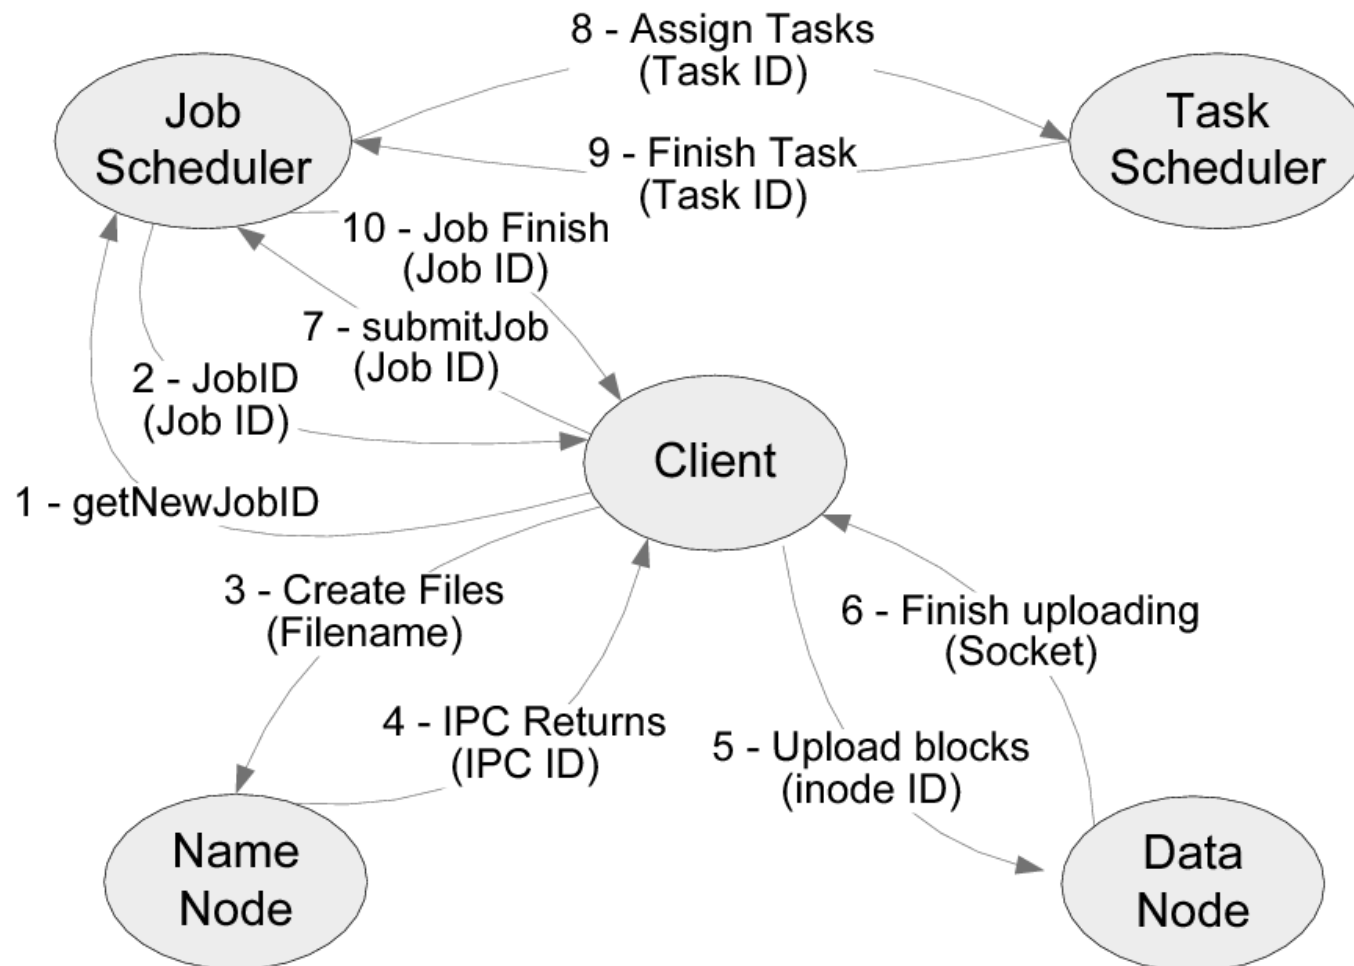 8 - Assign Tasks
(Task ID)
Job
Scheduler
Task
Scheduler
9 - Finish Task
(Task ID)
10 - Job Finish
(Job ID)
7 - submitJob
(Job ID)
2 - JobID
(Job ID)
Client
1 - getNewJobID
3 - Create Files
(Filename)
6 - Finish uploading
(Socket)
4 - IPC Returns
(IPC ID)
5 - Upload blocks
(inode ID)
Name
Node
Data
Node